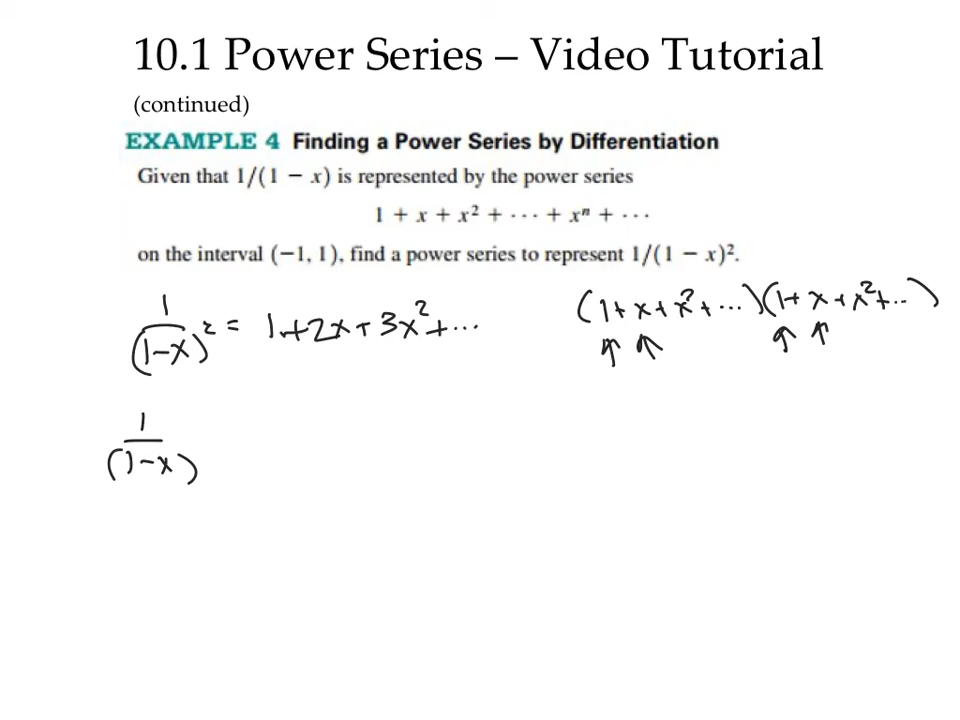 10.1 Power Series – Video Tutorial
(continued)
EXAMPLE 4 Finding a Power Series by Differentiation
Given that 1/(1 − x) is represented by the power series
1 + x + x² + ··· + xⁿ + ···
on the interval (−1, 1), find a power series to represent 1/(1 − x)².
1/(1−x)² = 1+2x+3x²+··· (1+x+x²+···)(1+x+x²+···)
1/(1−x)